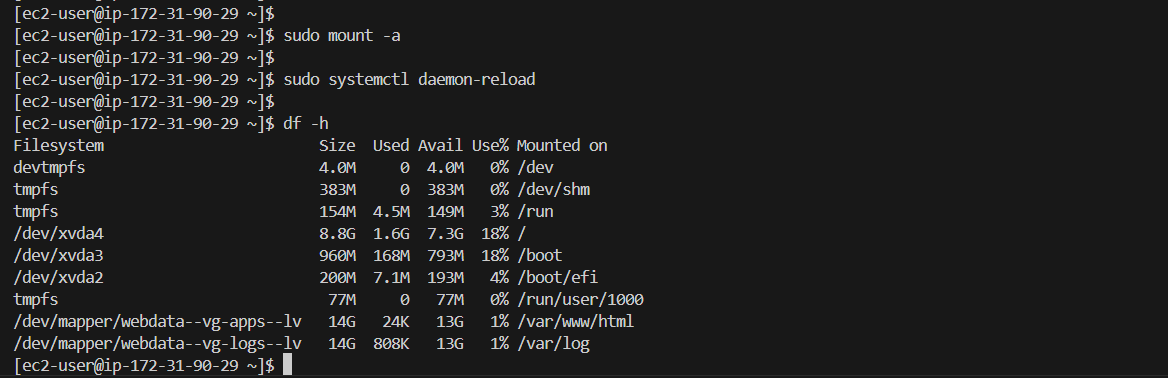 [ec2-user@ip-172-31-90-29 ~]$
[ec2-user@ip-172-31-90-29 ~]$ sudo mount -a
[ec2-user@ip-172-31-90-29 ~]$
[ec2-user@ip-172-31-90-29 ~]$ sudo systemctl daemon-reload
[ec2-user@ip-172-31-90-29 ~]$
[ec2-user@ip-172-31-90-29 ~]$ df -h
Filesystem                        Size  Used Avail Use% Mounted on
devtmpfs                          4.0M     0  4.0M   0% /dev
tmpfs                             383M     0  383M   0% /dev/shm
tmpfs                             154M  4.5M  149M   3% /run
/dev/xvda4                        8.8G  1.6G  7.3G  18% /
/dev/xvda3                        960M  168M  793M  18% /boot
/dev/xvda2                        200M  7.1M  193M   4% /boot/efi
tmpfs                              77M     0   77M   0% /run/user/1000
/dev/mapper/webdata--vg-apps--lv   14G   24K   13G   1% /var/www/html
/dev/mapper/webdata--vg-logs--lv   14G  808K   13G   1% /var/log
[ec2-user@ip-172-31-90-29 ~]$